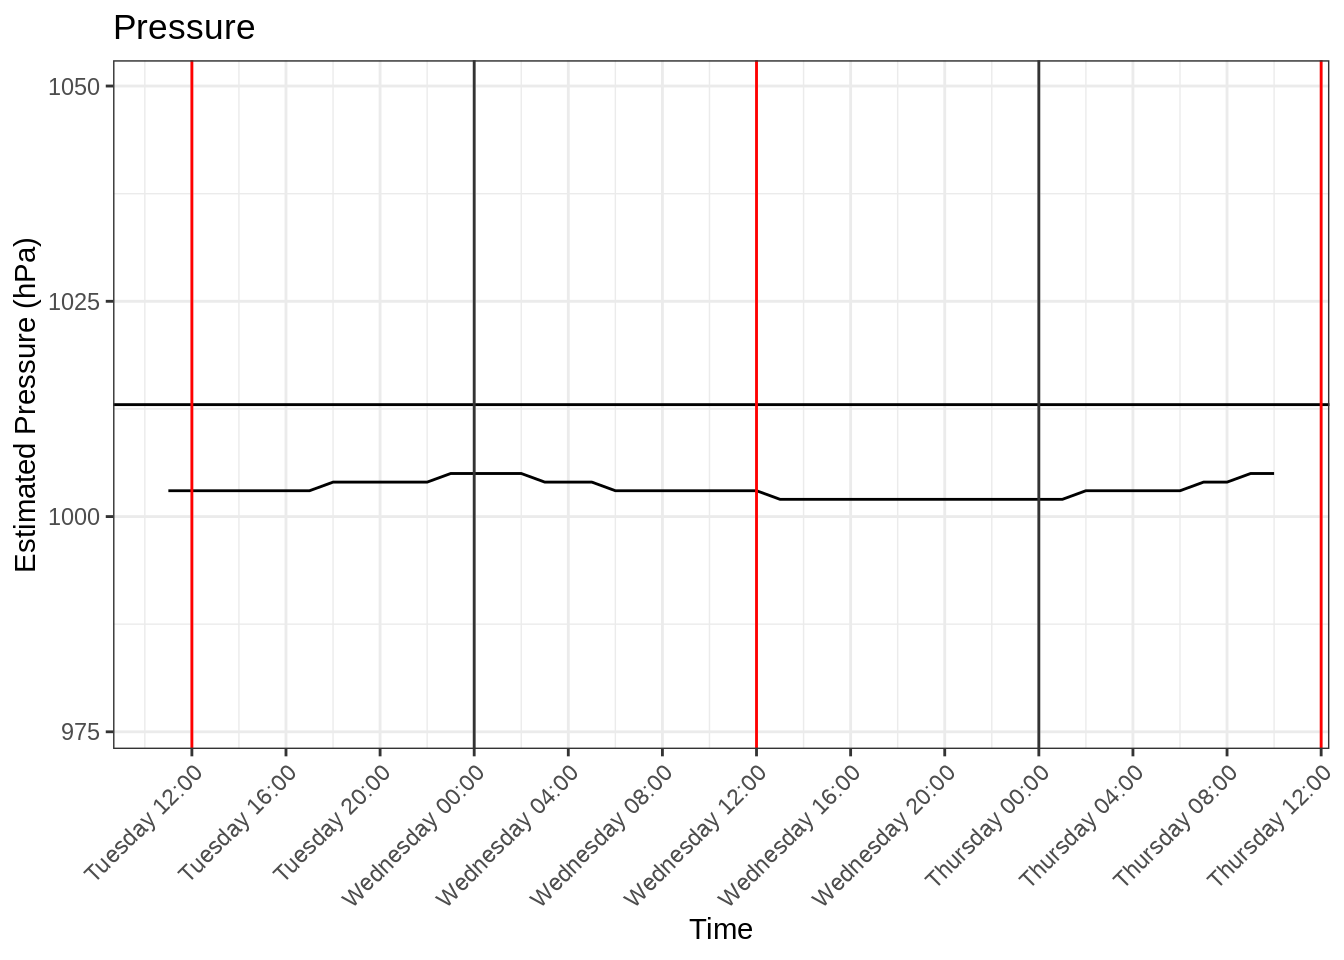 Pressure
Estimated Pressure (hPa)
1050
1025
1000
975
Tuesday 12:00
Tuesday 16:00
Tuesday 20:00
Wednesday 00:00
Wednesday 04:00
Wednesday 08:00
Wednesday 12:00
Wednesday 16:00
Wednesday 20:00
Thursday 00:00
Thursday 04:00
Thursday 08:00
Thursday 12:00
Time